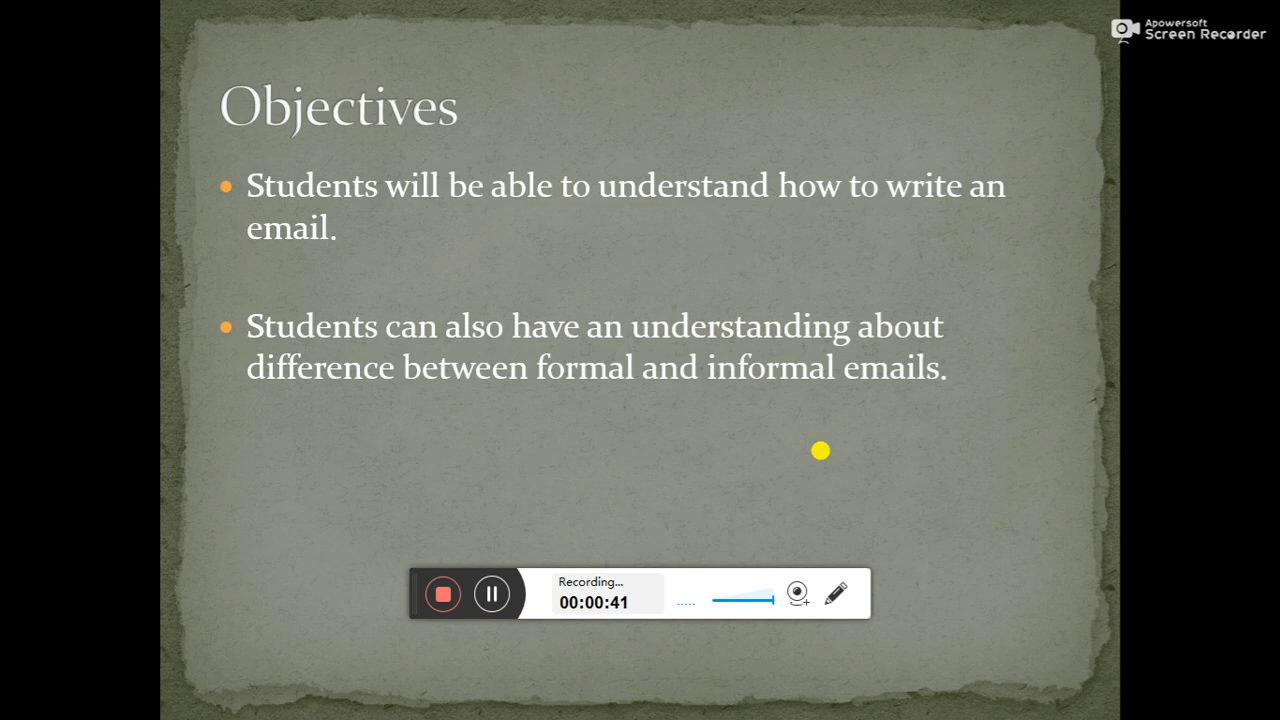 Apowersoft
Screen Recorder
Objectives
Students will be able to understand how to write an
email.
Students can also have an understanding about
difference between formal and informal emails.
Recording...
00:00:41